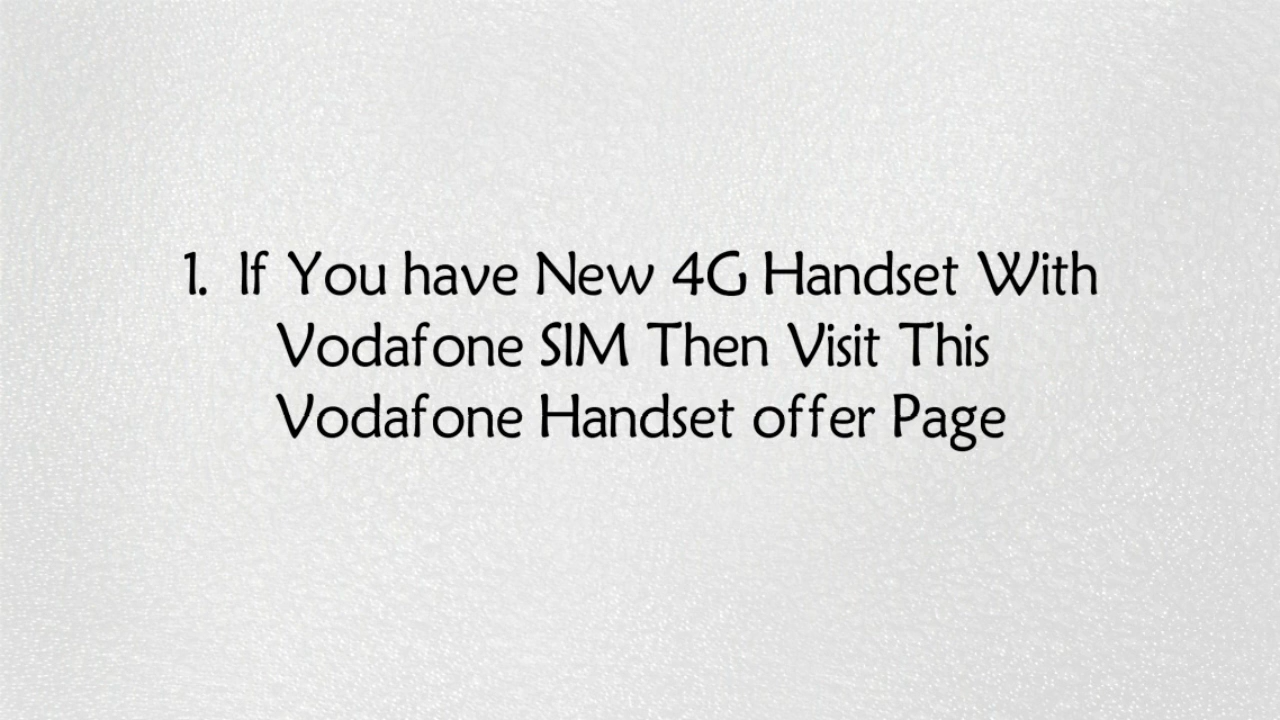 1. If You have New 4G Handset With
Vodafone SIM Then Visit This
Vodafone Handset offer Page